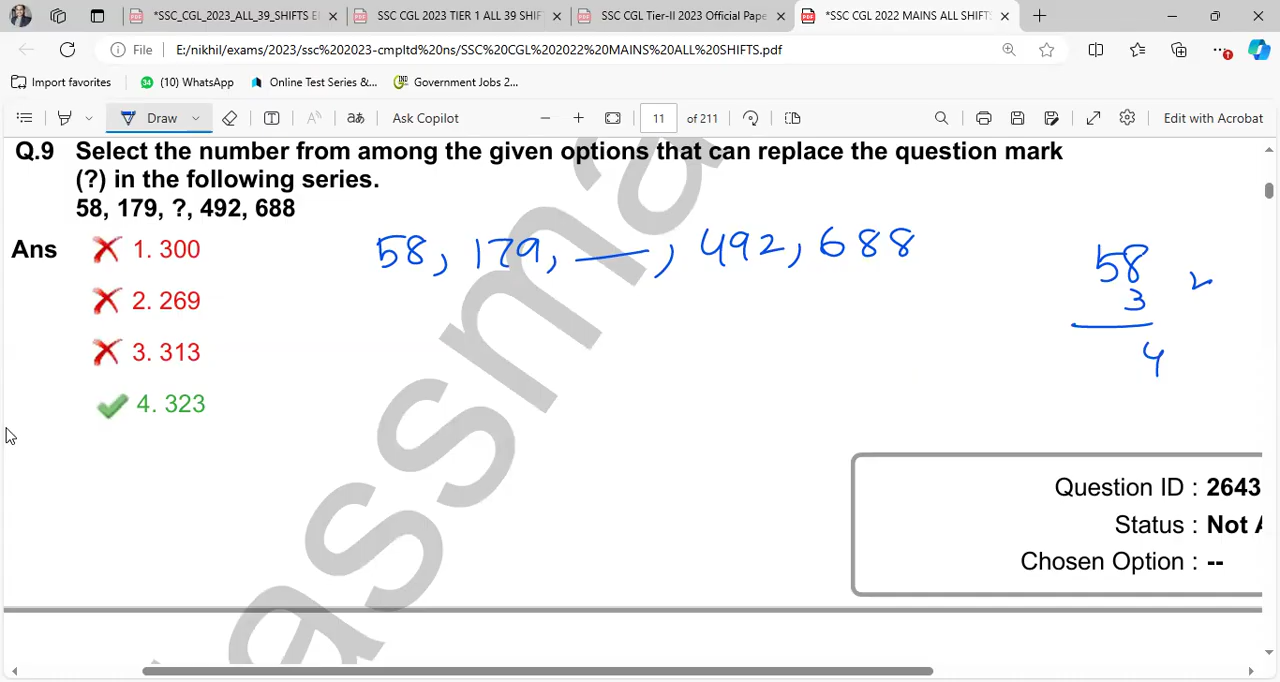 *SSC_CGL_2023_ALL_39_SHIFTS E
SSC CGL 2023 TIER 1 ALL 39 SHIF
SSC CGL Tier-II 2023 Official Pape
*SSC CGL 2022 MAINS ALL SHIFTS
File
E:/nikhil/exams/2023/ssc%202023-cmpltd%20ns/SSC%20CGL%202022%20MAINS%20ALL%20SHIFTS.pdf
Import favorites
(10) WhatsApp
Online Test Series &...
Government Jobs 2...
Draw
Ask Copilot
11 of 211
Edit with Acrobat
Q.9 Select the number from among the given options that can replace the question mark
(?) in the following series.
58, 179, ?, 492, 688
Ans 1. 300
2. 269
3. 313
4. 323
58, 179, __, 492, 688
58
3
4
assma
Question ID : 2643
Status : Not A
Chosen Option : --